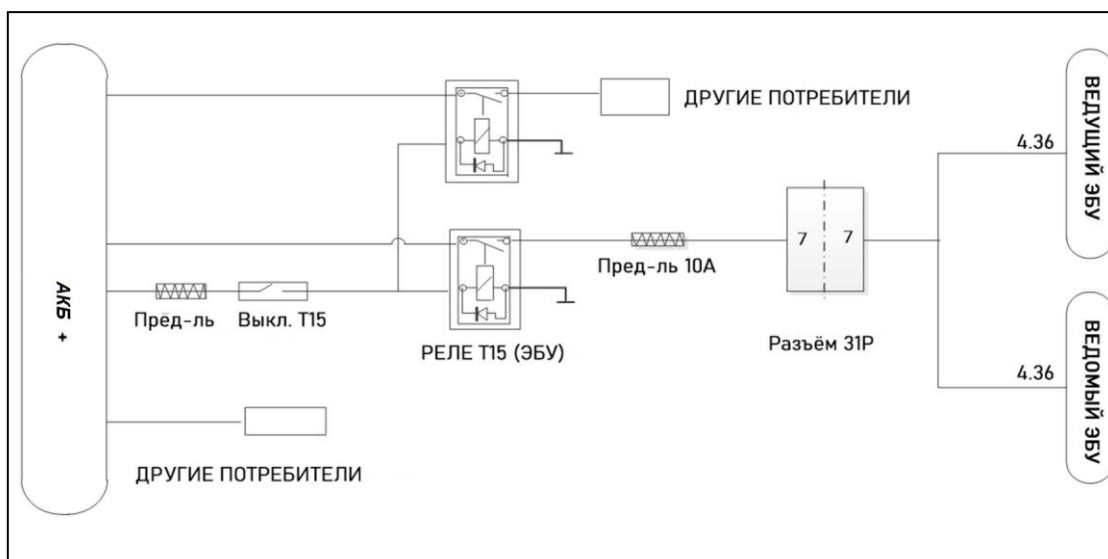 ДРУГИЕ ПОТРЕБИТЕЛИ
4.36
ВЕДУЩИЙ ЭБУ
7
7
Пред-ль 10А
АКБ +
Пред-ль
Выкл. Т15
РЕЛЕ Т15 (ЭБУ)
Разъём 31Р
4.36
ВЕДОМЫЙ ЭБУ
ДРУГИЕ ПОТРЕБИТЕЛИ